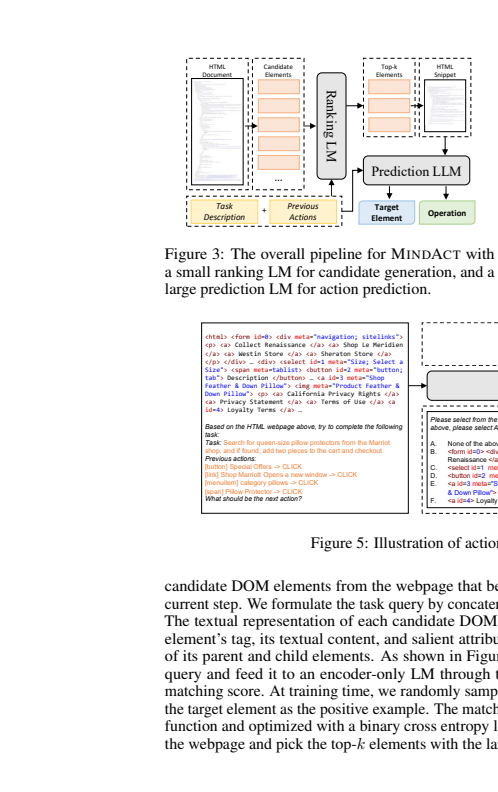 HTML
Document
Candidate
Elements
...
Ranking LM
Top-k
Elements
HTML
Snippet
Prediction LLM
Task
Description
+
Previous
Actions
Target
Element
Operation
Figure 3: The overall pipeline for MINDACT with
a small ranking LM for candidate generation, and a
large prediction LM for action prediction.
<html> <form id=0> <div meta="navigation; sitelinks">
<p> <a> Collect Renaissance </a> <a> Shop Le Meridien
</a> <a> Westin Store </a> <a> Sheraton Store </a>
</p> </div> … <div> <select id=1 meta="Size; Select a
Size"> <span meta=tablist> <button id=2 meta="button;
tab"> Description </button> … <a id=3 meta="Shop
Feather & Down Pillow"> <img meta="Product Feather &
Down Pillow"> <p> <a> California Privacy Rights </a>
<a> Privacy Statement </a> <a> Terms of Use </a> <a
id=4> Loyalty Terms </a> …
Based on the HTML webpage above, try to complete the following
task:
Task: Search for queen-size pillow protectors from the Marriot
shop, and if found, add two pieces to the cart and checkout.
Previous actions:
[button] Special Offers -> CLICK
[link] Shop Marriott Opens a new window -> CLICK
[menuitem] category pillows -> CLICK
[span] Pillow Protector -> CLICK
What should be the next action?
Please select from the
above, please select A
A. None of the abov
B. <form id=0> <div
Renaissance </a
C. <select id=1 me
D. <button id=2 me
E. <a id=3 meta="S
& Down Pillow">
F. <a id=4> Loyalty
Figure 5: Illustration of action
candidate DOM elements from the webpage that be
current step. We formulate the task query by concaten
The textual representation of each candidate DOM
element's tag, its textual content, and salient attribu
of its parent and child elements. As shown in Figur
query and feed it to an encoder-only LM through t
matching score. At training time, we randomly samp
the target element as the positive example. The match
function and optimized with a binary cross entropy l
the webpage and pick the top-k elements with the la